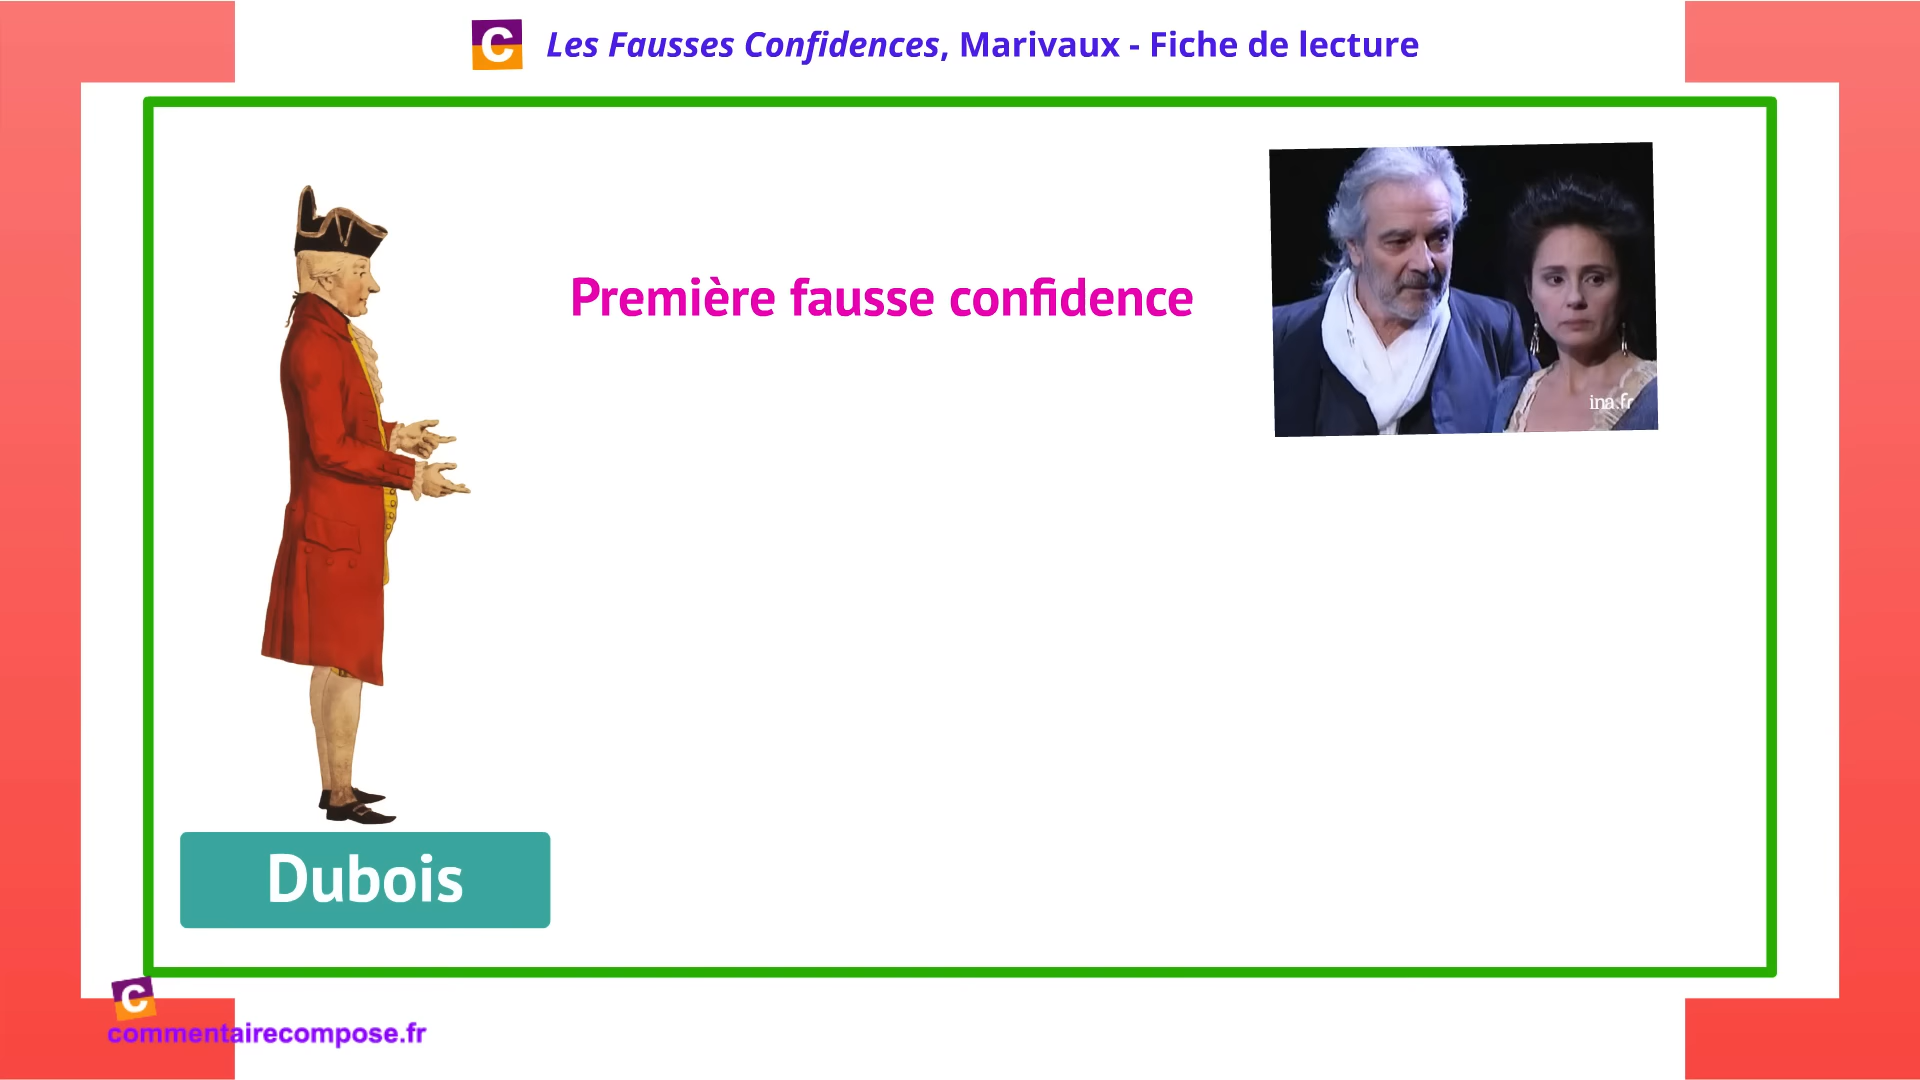 C Les Fausses Confidences, Marivaux - Fiche de lecture
Première fausse confidence
ina.fr
Dubois
C
commentairecompose.fr